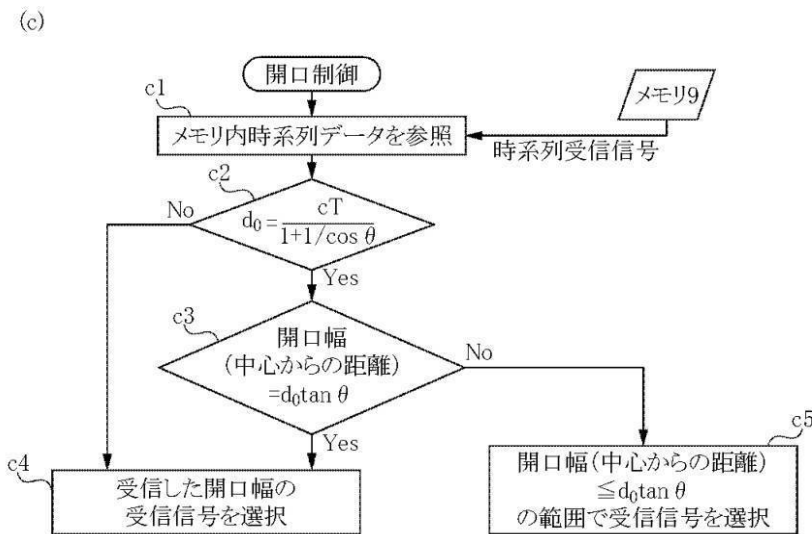 (c)
開口制御
c1
メモリ9
メモリ内時系列データを参照
時系列受信信号
c2
No
d₀=cT/(1+1/cosθ)
Yes
c3
開口幅
(中心からの距離)
=d₀tanθ
No
Yes
c4
受信した開口幅の
受信信号を選択
c5
開口幅(中心からの距離)
≦d₀tanθ
の範囲で受信信号を選択